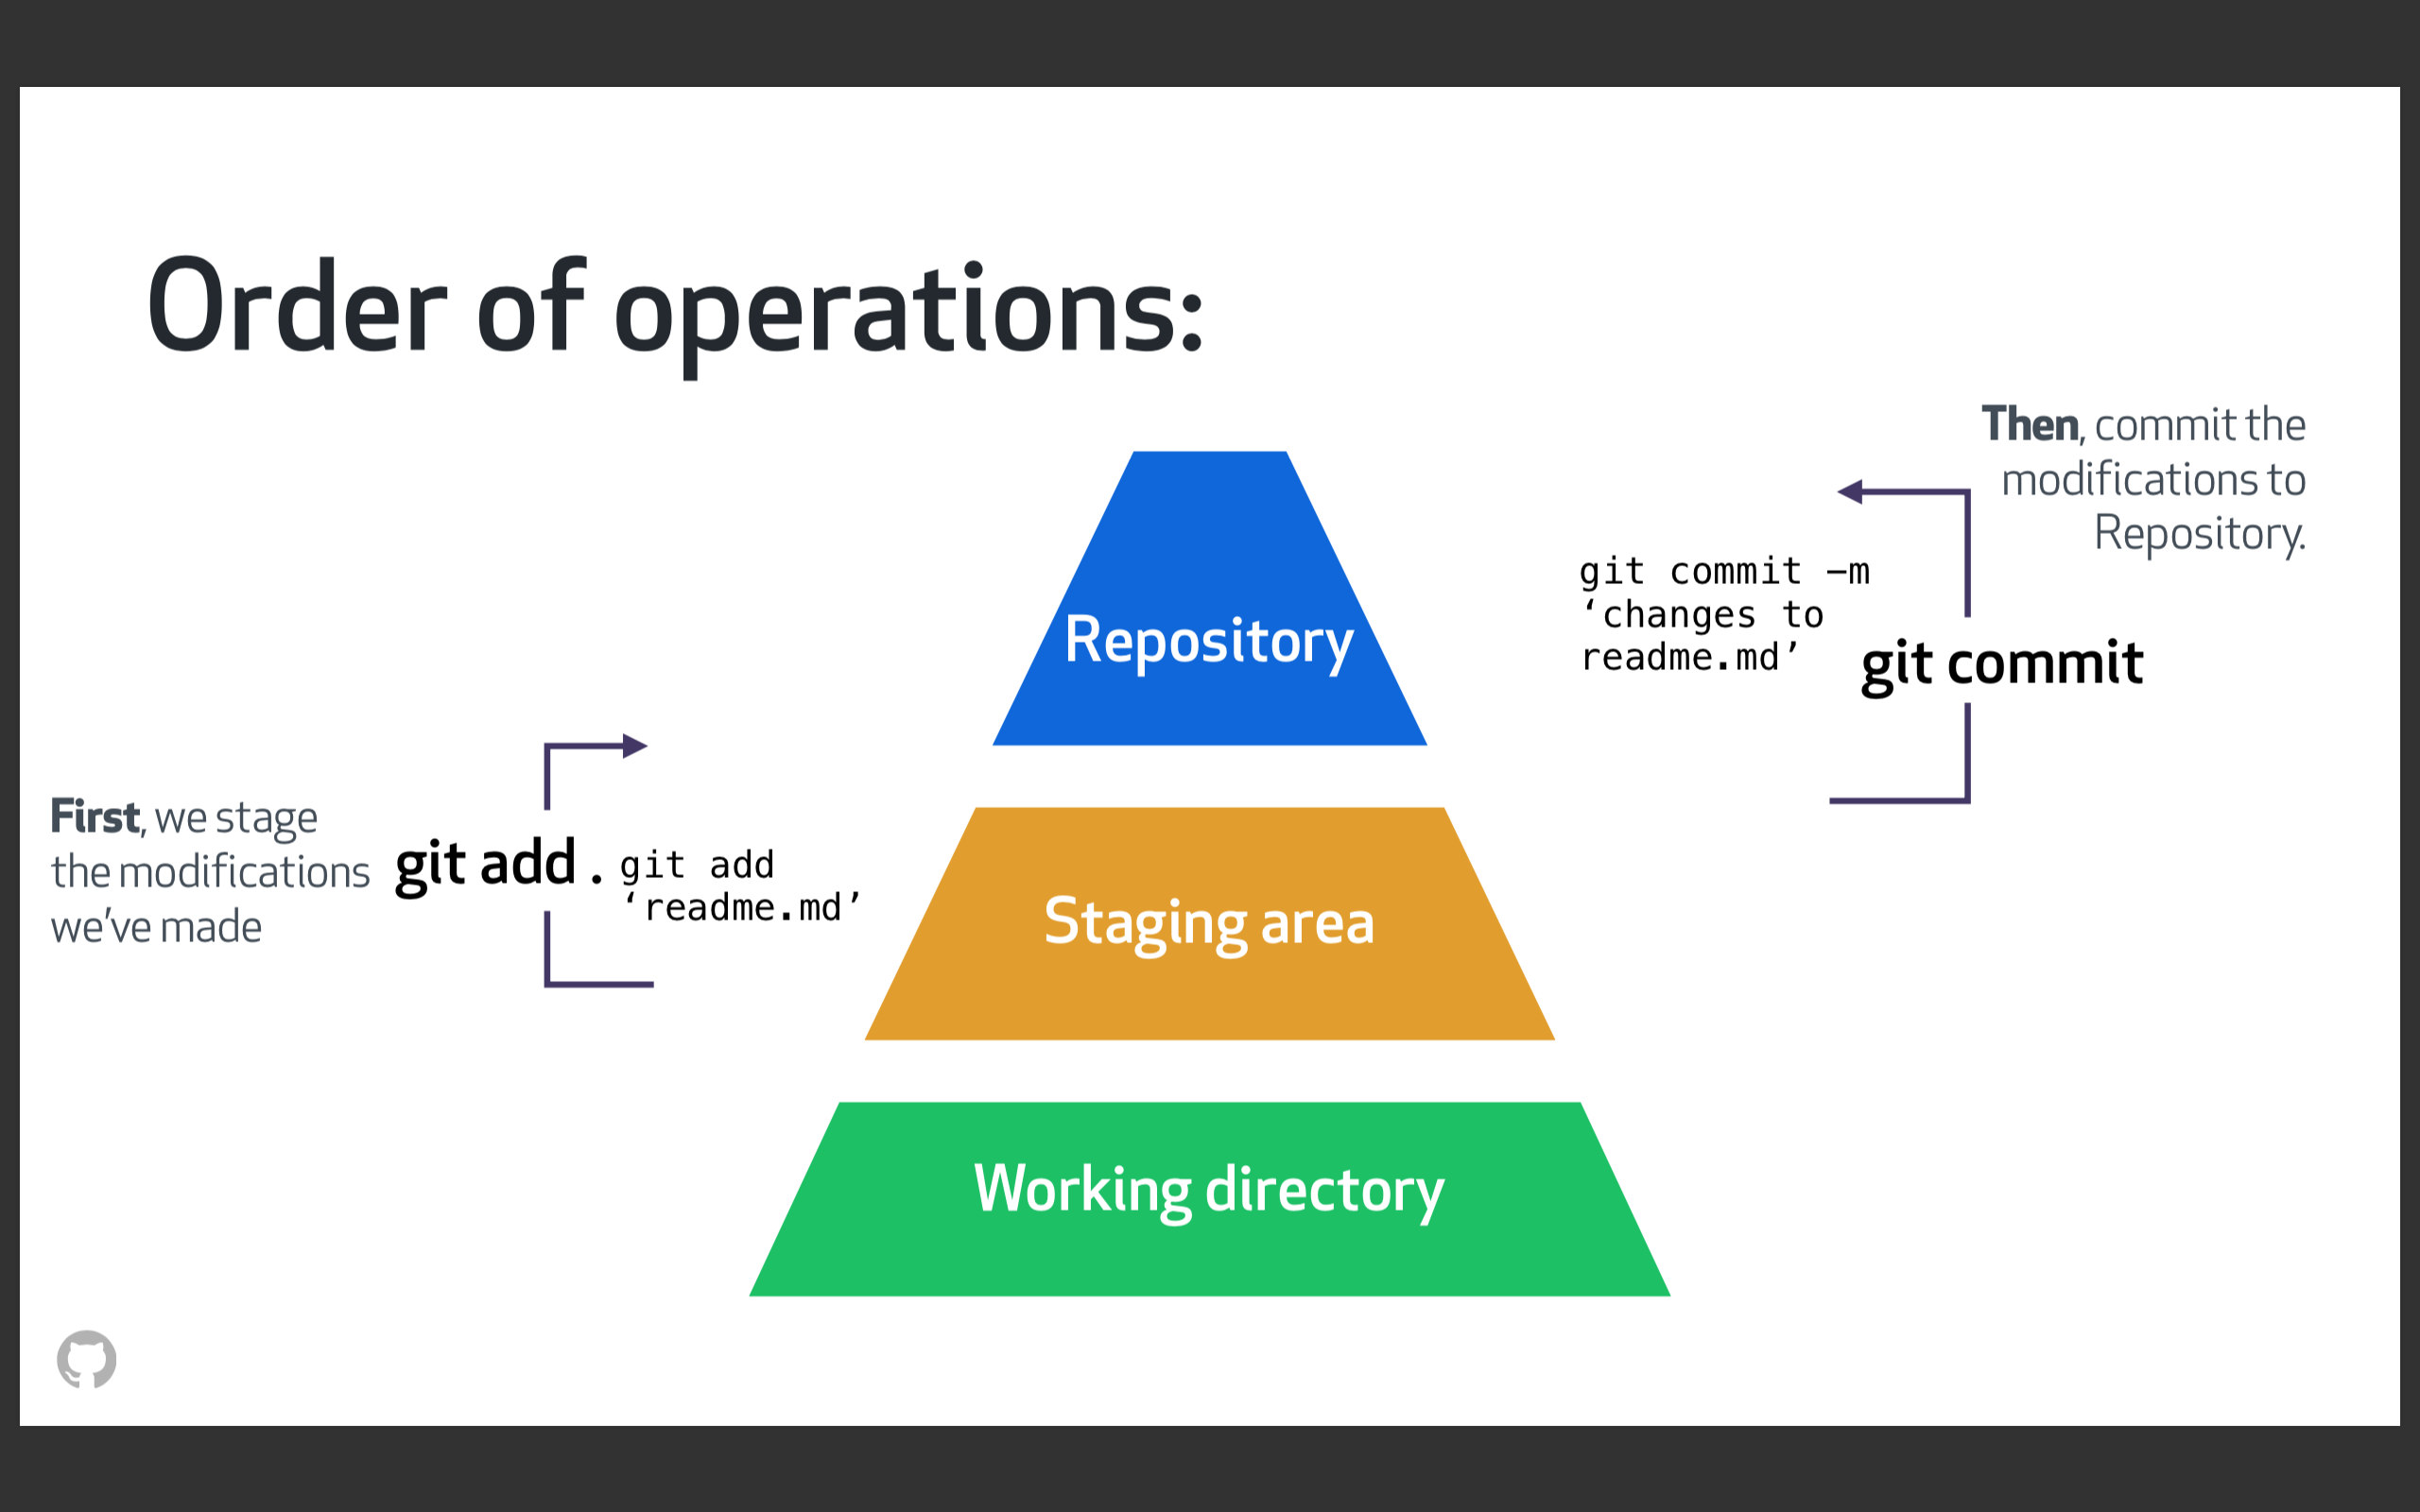 Order of operations:
Then, commit the
modifications to
Repository.
git commit -m
‘changes to
readme.md’
git commit
Repository
First, we stage
the modifications
we’ve made
git add .
git add
‘readme.md’
Staging area
Working directory